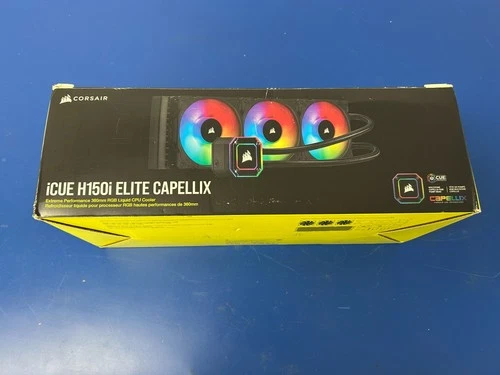 CORSAIR
iCUE H150i ELITE CAPELLIX
Extreme Performance 360mm RGB Liquid CPU Cooler
Refroidisseur liquide pour processeur RGB hautes performances de 360mm
iCUE
CAPELLIX